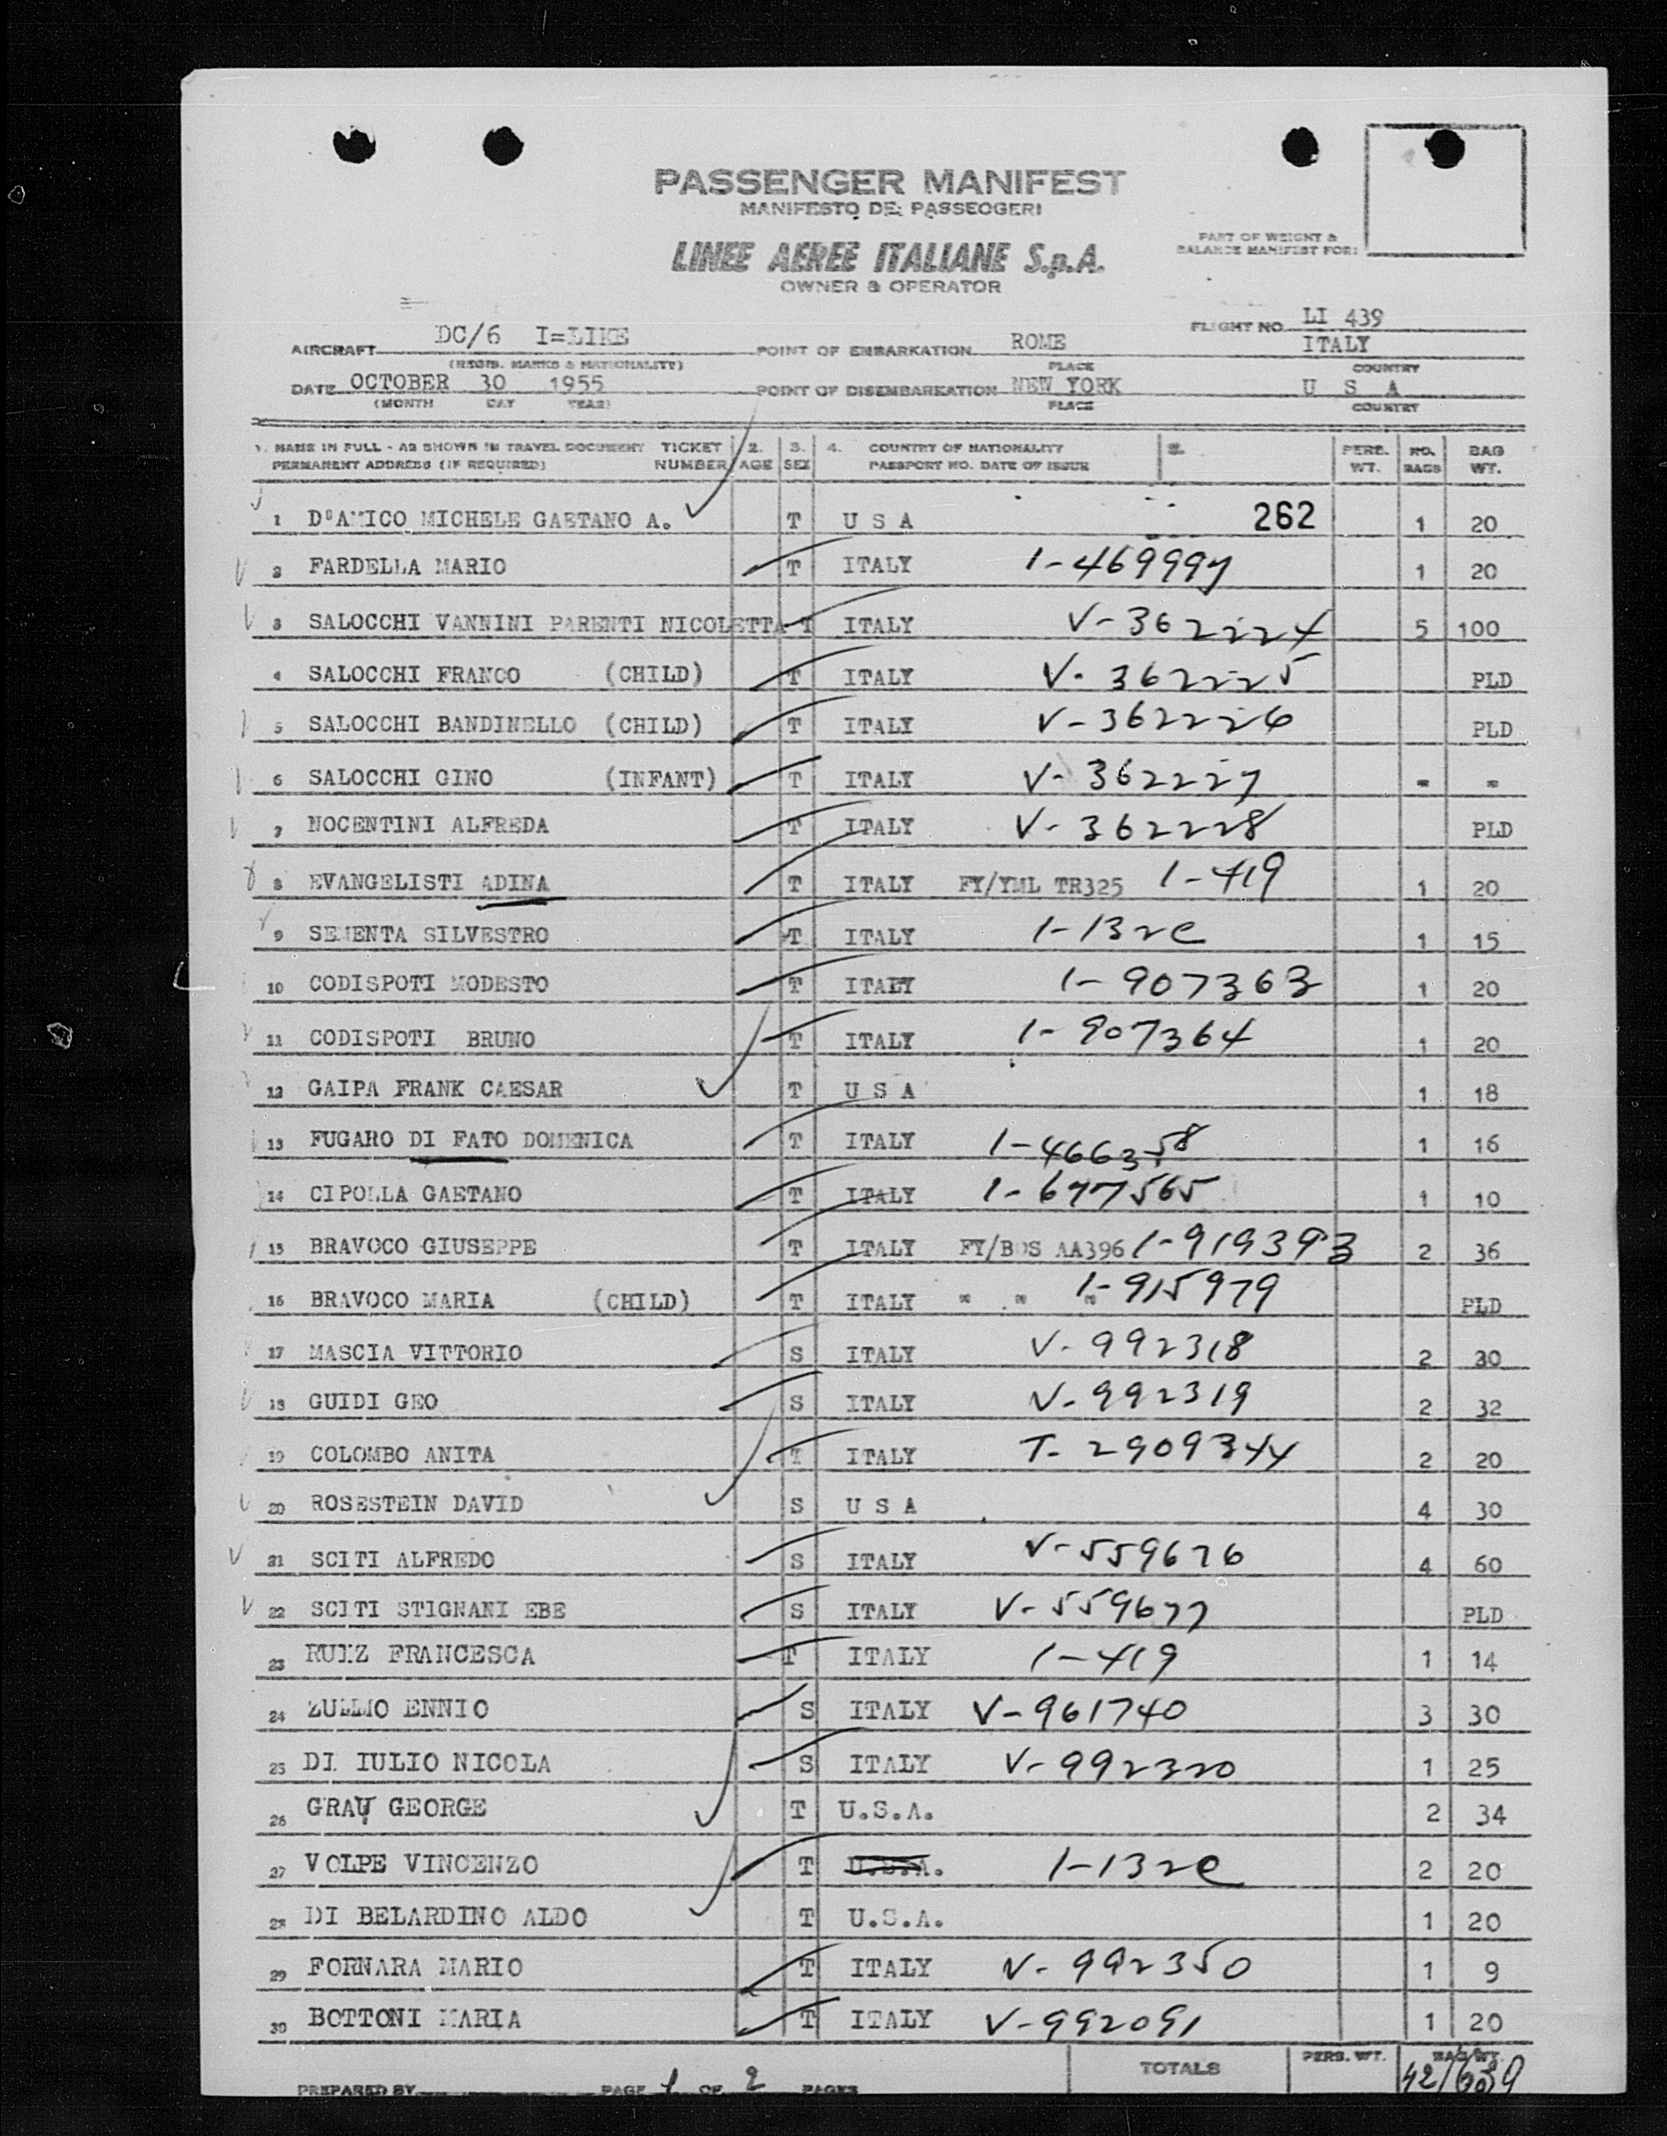 PASSENGER MANIFEST
MANIFESTO DEI PASSEGGERI
LINEE AEREE ITALIANE S.p.A.
OWNER & OPERATOR
PART OF WEIGHT &
BALANCE MANIFEST FOR:
AIRCRAFT DC/6 I=LIKE POINT OF EMBARKATION ROME FLIGHT NO. LI 439
ITALY
(REGIS. MARKS & NATIONALITY) PLACE COUNTRY
DATE OCTOBER 30 1955 POINT OF DISEMBARKATION NEW YORK U S A
(MONTH DAY YEAR) PLACE COUNTRY
1. NAME IN FULL - AS SHOWN IN TRAVEL DOCUMENT TICKET 2. 3. 4. COUNTRY OF NATIONALITY 5. PERS. NO. BAG
PERMANENT ADDRESS (IF REQUIRED) NUMBER AGE SEX PASSPORT NO. DATE OF ISSUE WT. BAGS WT.
1 D'AMICO MICHELE GAETANO A. T U S A 262 1 20
2 FARDELLA MARIO T ITALY 1-469997 1 20
3 SALOCCHI VANNINI PARENTI NICOLETTA T ITALY V-362224 5 100
4 SALOCCHI FRANCO (CHILD) T ITALY V-362225 PLD
5 SALOCCHI BANDINELLO (CHILD) T ITALY V-362226 PLD
6 SALOCCHI GINO (INFANT) T ITALY V-362227 = =
7 NOCENTINI ALFREDA T ITALY V-362228 PLD
8 EVANGELISTI ADINA T ITALY FY/YML TR325 1-419 1 20
9 SEMENTA SILVESTRO T ITALY 1-132e 1 15
10 CODISPOTI MODESTO T ITALY 1-907363 1 20
11 CODISPOTI BRUNO T ITALY 1-907364 1 20
12 GAIPA FRANK CAESAR T U S A 1 18
13 FUGARO DI FATO DOMENICA T ITALY 1-466358 1 16
14 CIPOLLA GAETANO T ITALY 1-677565 1 10
15 BRAVOCO GIUSEPPE T ITALY FY/BOS AA396 1-919393 2 36
16 BRAVOCO MARIA (CHILD) T ITALY " " " 1-915979 PLD
17 MASCIA VITTORIO S ITALY V-992318 2 30
18 GUIDI GEO S ITALY V-992319 2 32
19 COLOMBO ANITA T ITALY T-2909344 2 20
20 ROSESTEIN DAVID S U S A 4 30
21 SCITI ALFREDO S ITALY V-559676 4 60
22 SCITI STIGNANI EBE S ITALY V-559677 PLD
23 RUIZ FRANCESCA T ITALY 1-419 1 14
24 ZULLMO ENNIO S ITALY V-961740 3 30
25 DI IULIO NICOLA S ITALY V-992320 1 25
26 GRAY GEORGE T U.S.A. 2 34
27 VOLPE VINCENZO T U.S.A. 1-132e 2 20
28 DI BELARDINO ALDO T U.S.A. 1 20
29 FORNARA MARIO T ITALY V-992350 1 9
30 BOTTONI MARIA T ITALY V-992091 1 20
TOTALS PERS. WT. BAG WT.
PREPARED BY PAGE 1 OF 2 PAGES 42/